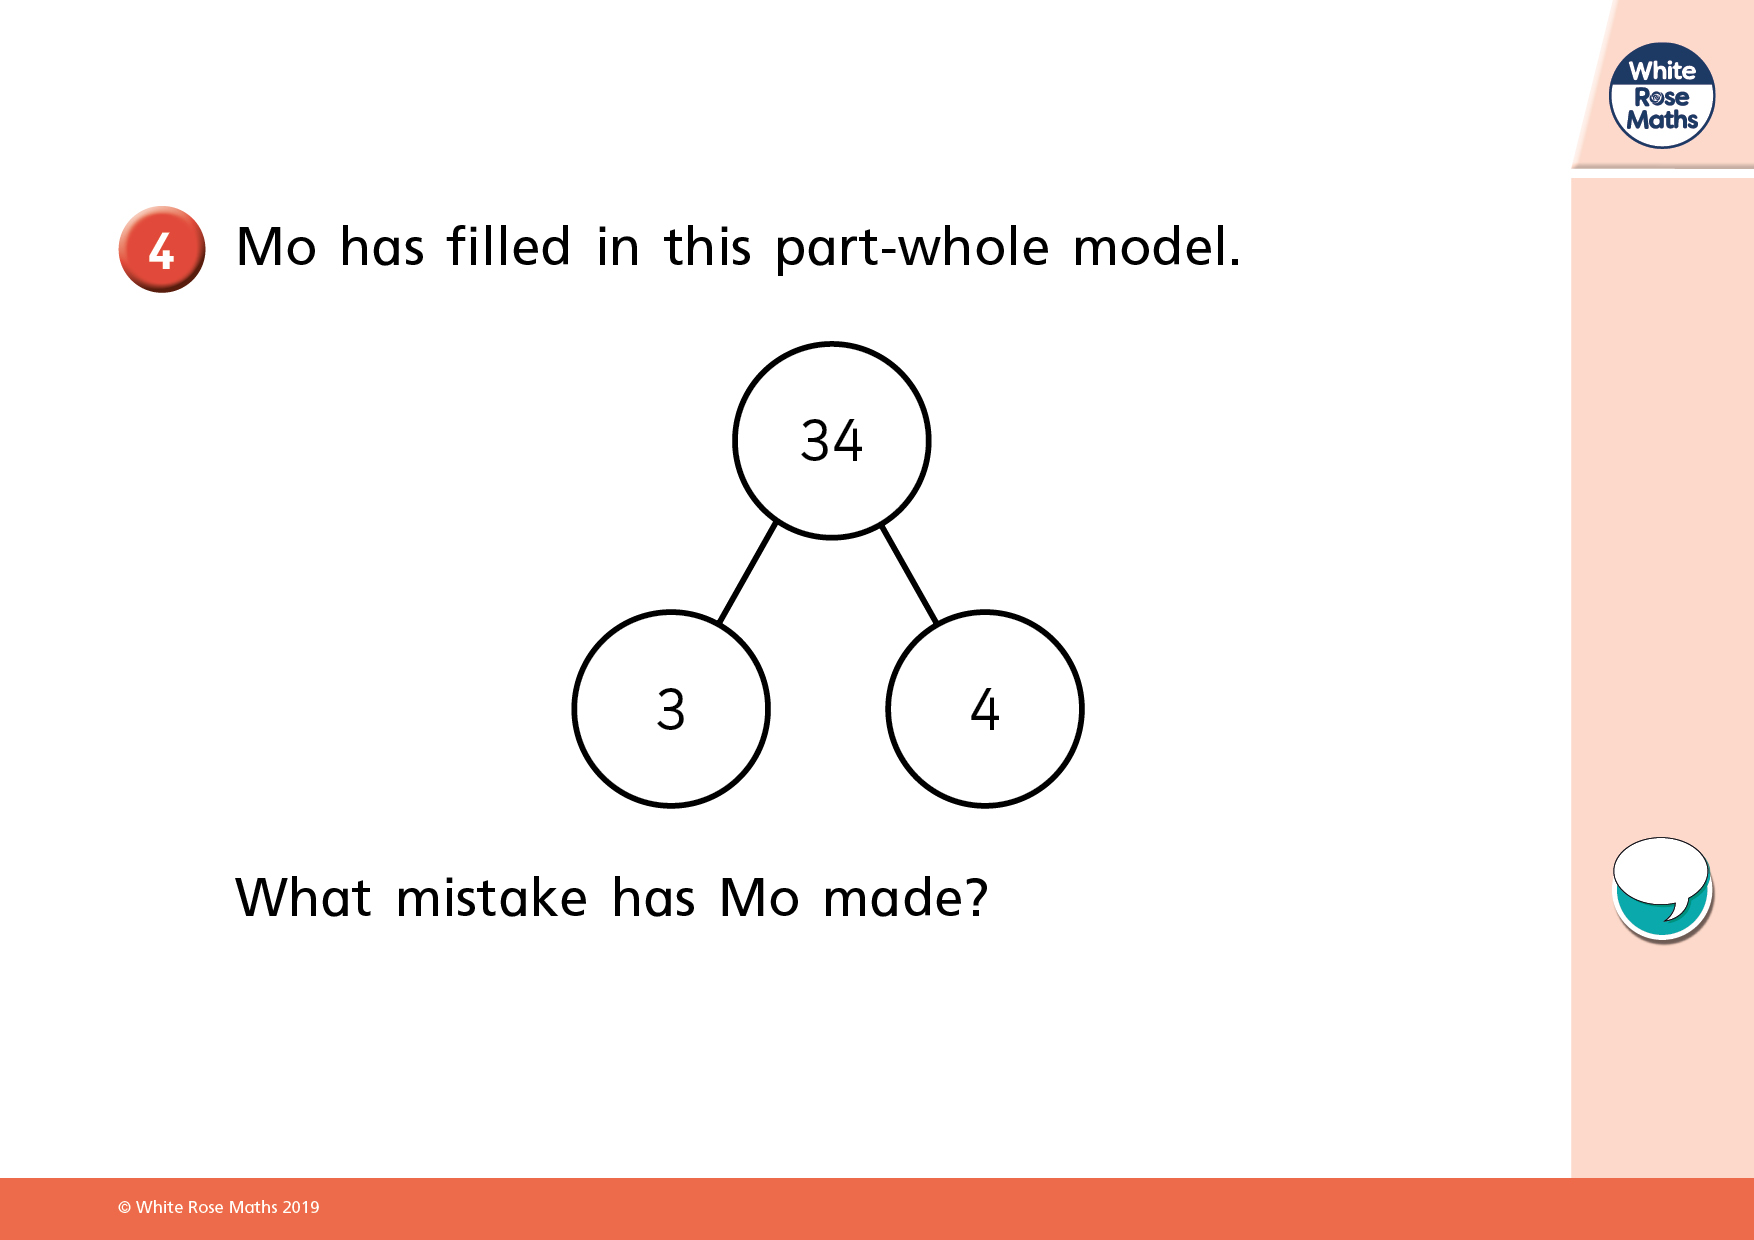 White
Rose
Maths
4 Mo has filled in this part-whole model.
34
3 4
What mistake has Mo made?
© White Rose Maths 2019